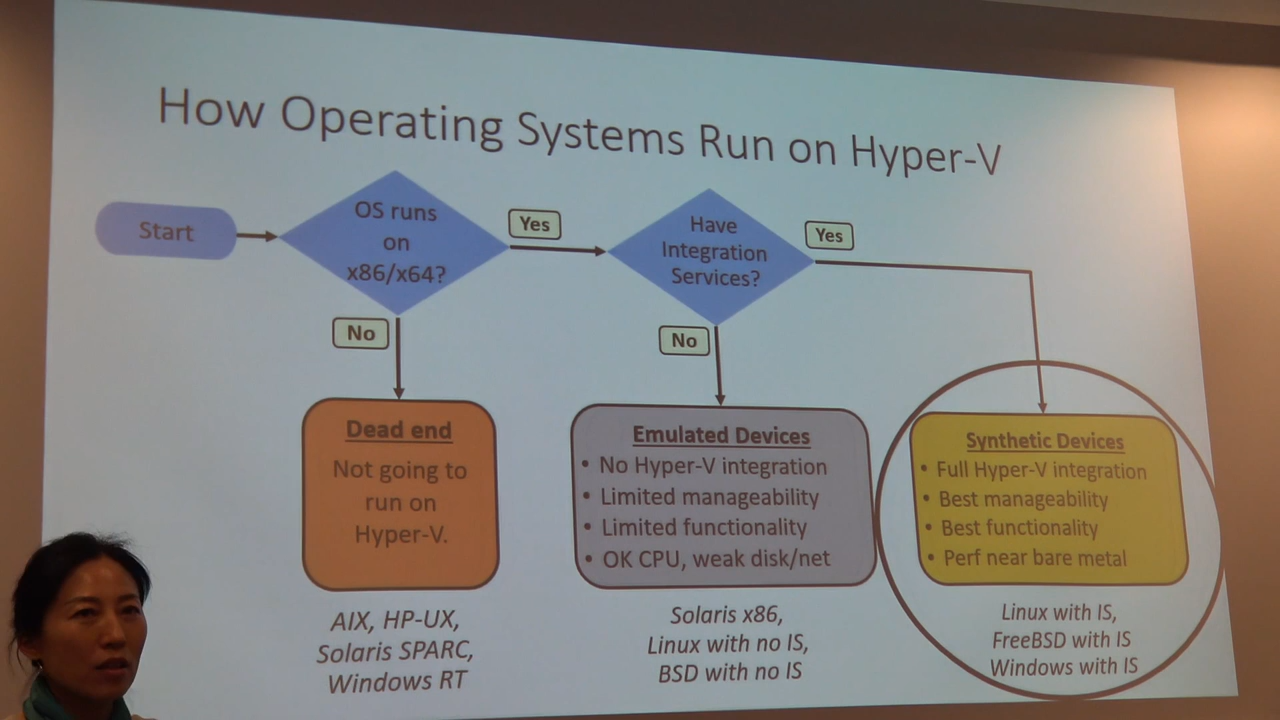 How Operating Systems Run on Hyper-V
Start
OS runs
on
x86/x64?
Yes
Have
Integration
Services?
Yes
No
No
Dead end
Not going to
run on
Hyper-V.
Emulated Devices
• No Hyper-V integration
• Limited manageability
• Limited functionality
• OK CPU, weak disk/net
Synthetic Devices
• Full Hyper-V integration
• Best manageability
• Best functionality
• Perf near bare metal
AIX, HP-UX,
Solaris SPARC,
Windows RT
Solaris x86,
Linux with no IS,
BSD with no IS
Linux with IS,
FreeBSD with IS
Windows with IS